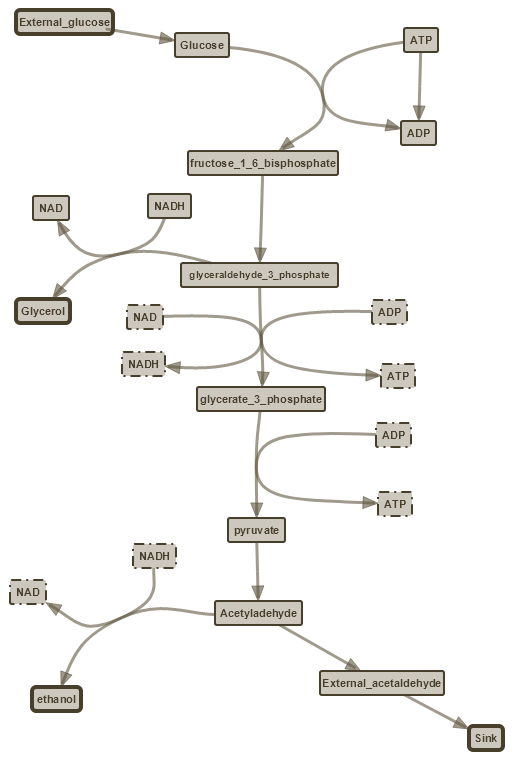 External_glucose
Glucose
ATP
ADP
fructose_1_6_bisphosphate
NAD
NADH
glyceraldehyde_3_phosphate
Glycerol
NAD
ADP
NADH
ATP
glycerate_3_phosphate
ADP
ATP
pyruvate
NADH
NAD
Acetyladehyde
External_acetaldehyde
ethanol
Sink